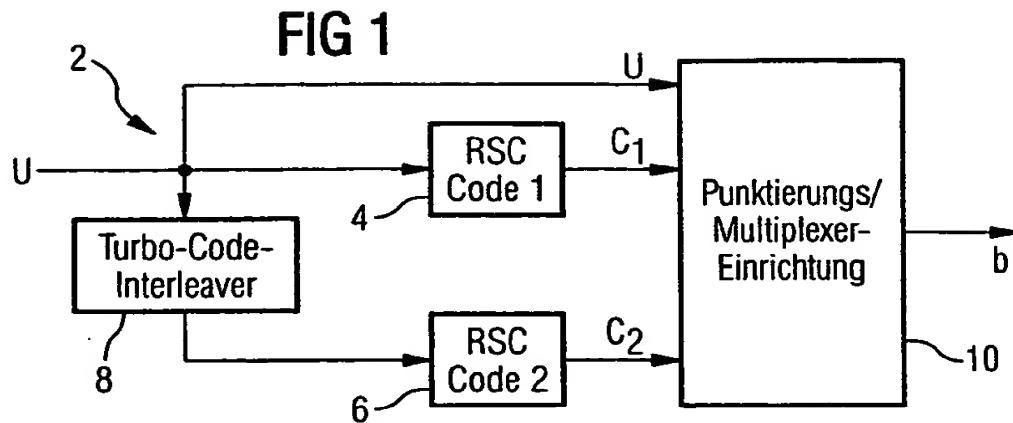 FIG 1
2
U
U
RSC
Code 1
C1
4
Turbo-Code-
Interleaver
8
RSC
Code 2
C2
6
Punktierungs/
Multiplexer-
Einrichtung
b
10